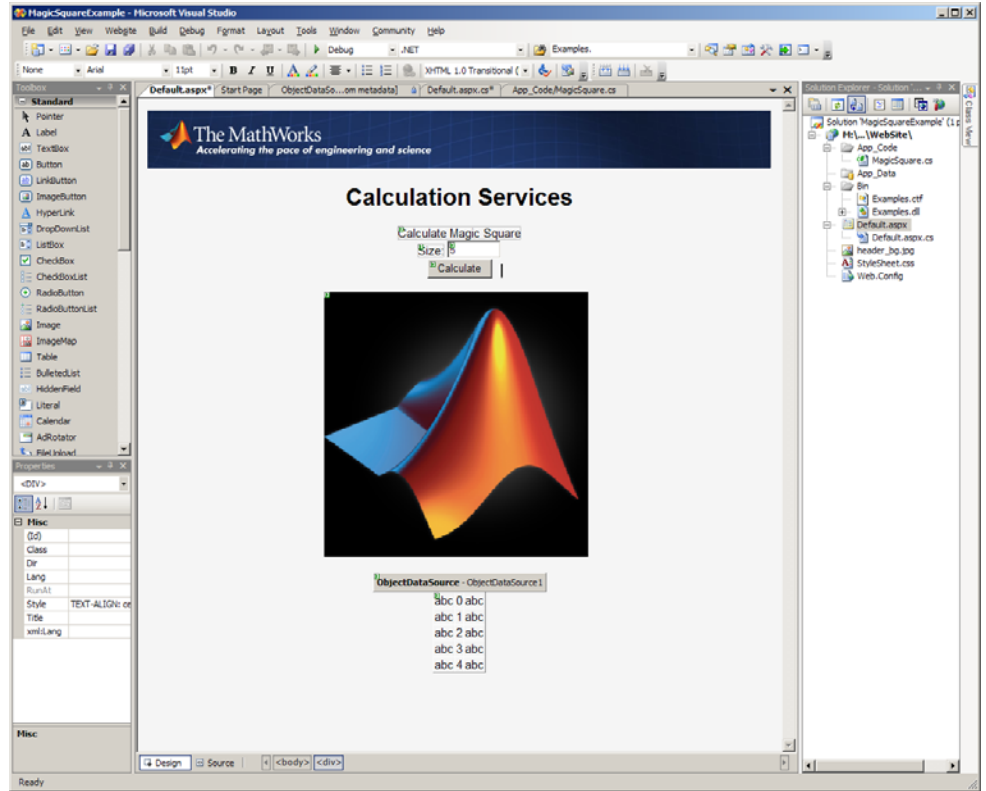 MagicSquareExample - Microsoft Visual Studio
File Edit View Website Build Debug Format Layout Tools Window Community Help
Debug .NET Examples.
None Arial 11pt B I U A XHTML 1.0 Transitional (
Toolbox
Default.aspx* Start Page ObjectDataSo...om metadata] Default.aspx.cs* App_Code/MagicSquare.cs
Solution Explorer - Solution '...
Standard
Pointer
A Label
abl TextBox
ab Button
LinkButton
ImageButton
A HyperLink
DropDownList
ListBox
CheckBox
CheckBoxList
RadioButton
RadioButtonList
Image
ImageMap
Table
BulletedList
HiddenField
Literal
Calendar
AdRotator
FileUpload
The MathWorks
Accelerating the pace of engineering and science
Calculation Services
Calculate Magic Square
Size: 5
Calculate
ObjectDataSource - ObjectDataSource1
abc 0 abc
abc 1 abc
abc 2 abc
abc 3 abc
abc 4 abc
Solution 'MagicSquareExample' (1 p
H:\...\WebSite\
App_Code
MagicSquare.cs
App_Data
Bin
Examples.ctf
Examples.dll
Default.aspx
Default.aspx.cs
header_bg.jpg
StyleSheet.css
Web.Config
Class View
Properties
<DIV>
Misc
(Id)
Class
Dir
Lang
RunAt
Style TEXT-ALIGN: ce
Title
xml:Lang
Misc
Design Source <body> <div>
Ready